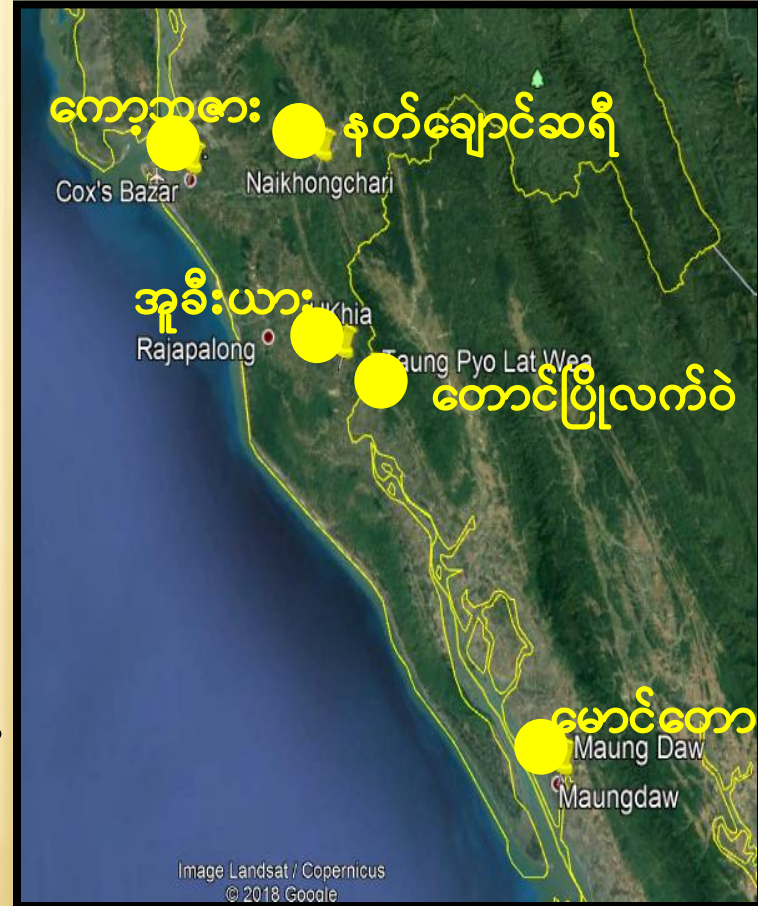 ကော့ဘဇား
နတ်ချောင်ဆရီ
Cox's Bazar
Naikhongchari
အူခီးယား
Khia
Rajapalong
Taung Pyo Lat Wea
တောင်ပြိုလက်ဝဲ
မောင်တော
Maung Daw
Maungdaw
Image Landsat / Copernicus
© 2018 Google